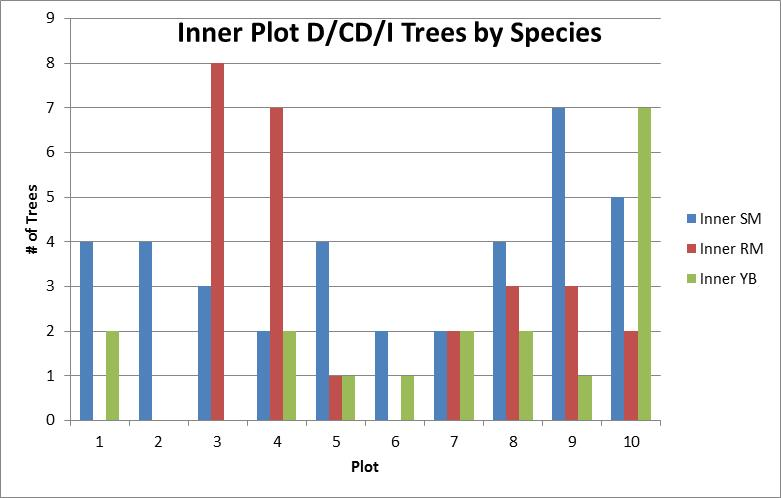 Inner Plot D/CD/I Trees by Species
9
8
7
6
5
4
3
2
1
0
# of Trees
1 2 3 4 5 6 7 8 9 10
Plot
Inner SM
Inner RM
Inner YB